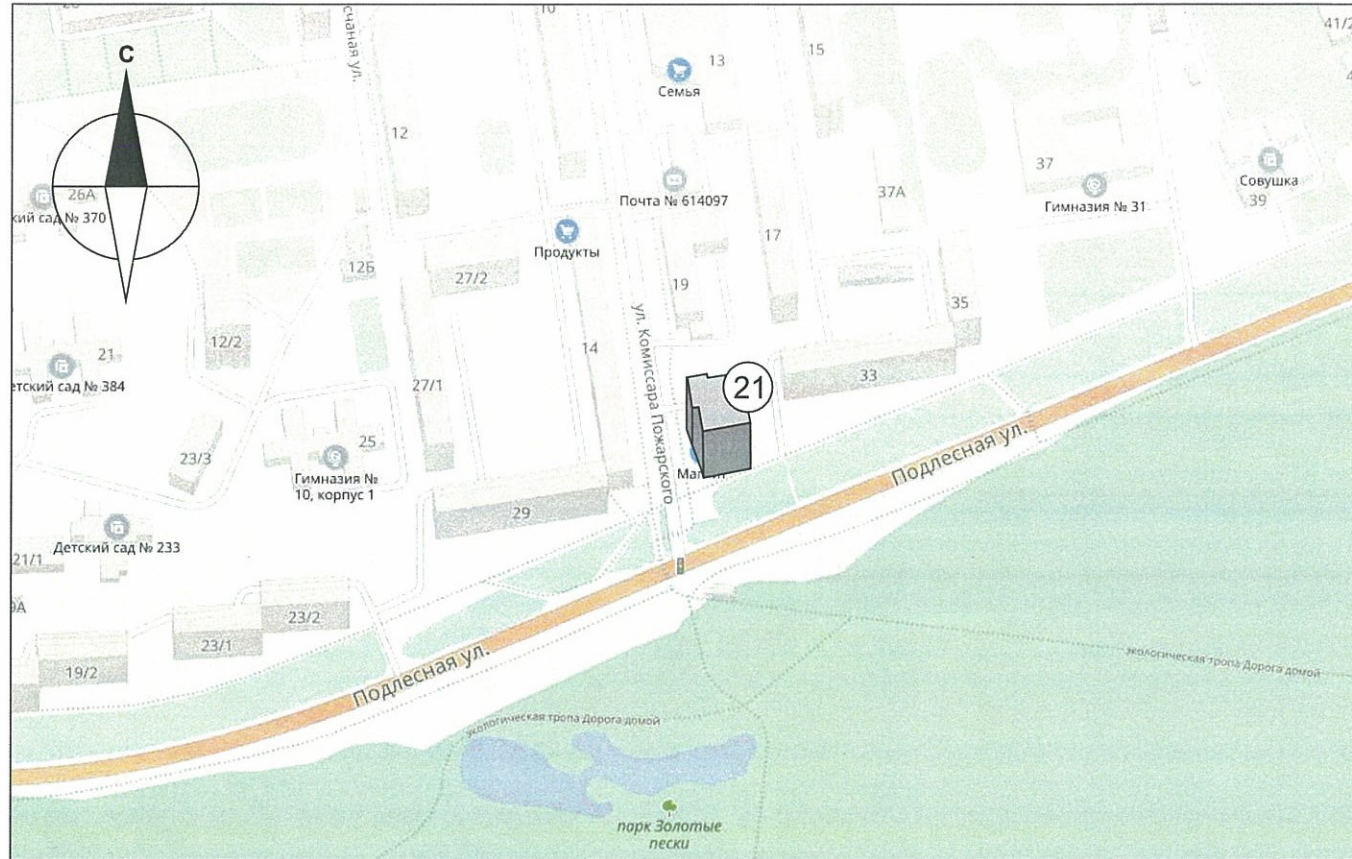 С
счаная ул.
10
13
15
41/2
Семья
12
37
Совушка
26А
кий сад № 370
Почта № 614097
37А
Гимназия № 31
39
Продукты
12Б
27/2
17
19
35
ул. Комиссара Пожарского
12/2
21
14
33
етский сад № 384
27/1
21
25
23/3
Гимназия №
10, корпус 1
Подлесная ул.
29
Детский сад № 233
21/1
9А
23/2
23/1
19/2
Подлесная ул.
экологическая тропа Дорога домой
экологическая тропа Дорога домой
парк Золотые
пески